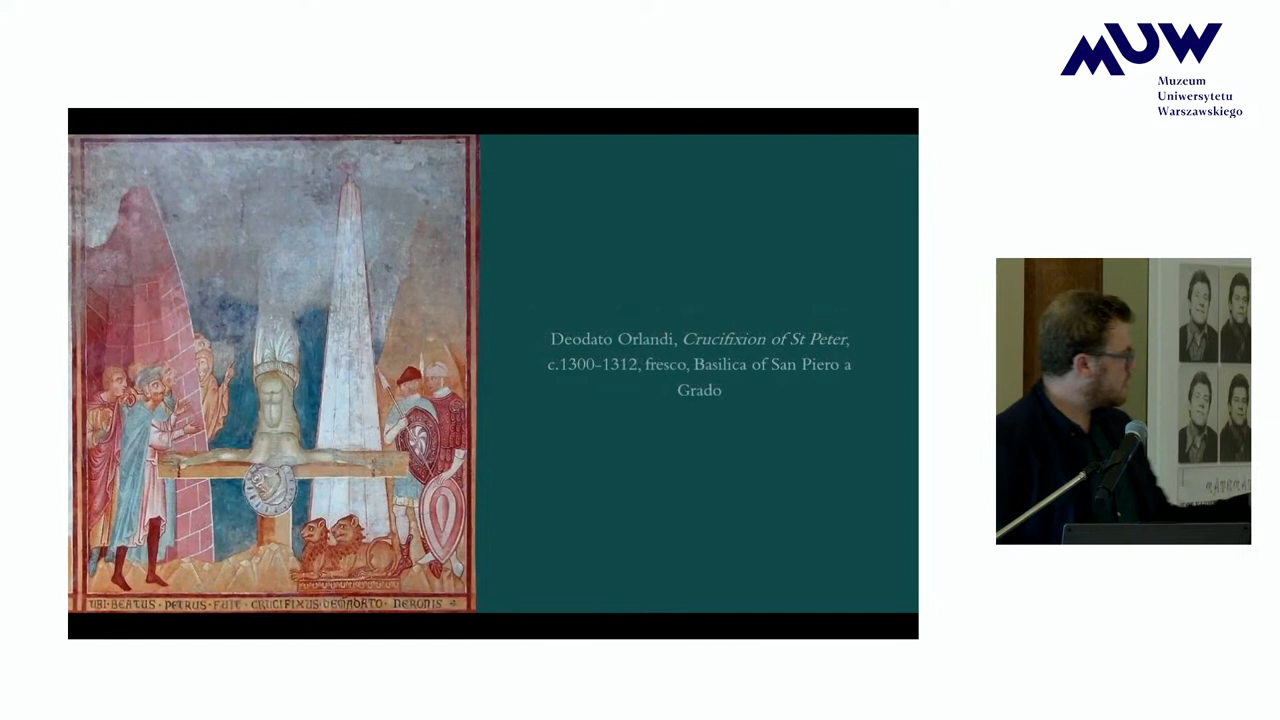 MUW
Muzeum
Uniwersytetu
Warszawskiego
Deodato Orlandi, Crucifixion of St Peter,
c.1300-1312, fresco, Basilica of San Piero a
Grado
UBI·BEATUS·PETRUS·FUIT·CRUCIFIXUS·DEMADATO·NERONIS